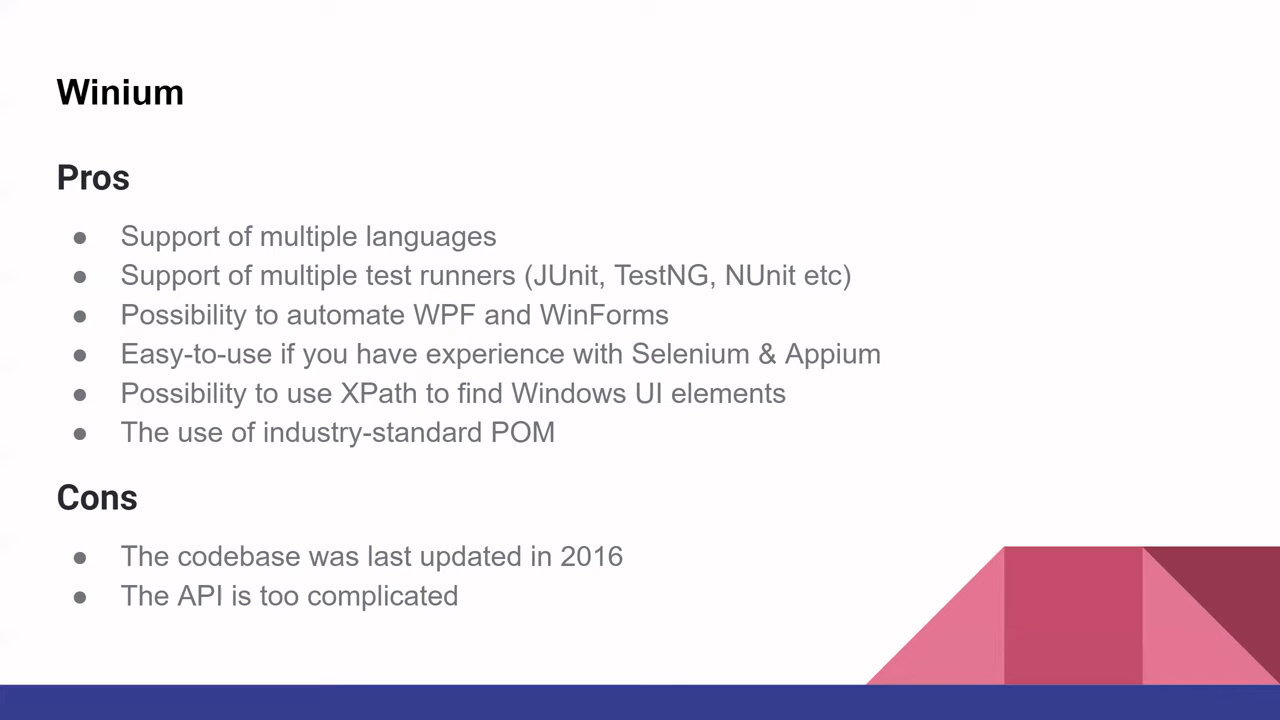 Winium
Pros
● Support of multiple languages
● Support of multiple test runners (JUnit, TestNG, NUnit etc)
● Possibility to automate WPF and WinForms
● Easy-to-use if you have experience with Selenium & Appium
● Possibility to use XPath to find Windows UI elements
● The use of industry-standard POM
Cons
● The codebase was last updated in 2016
● The API is too complicated